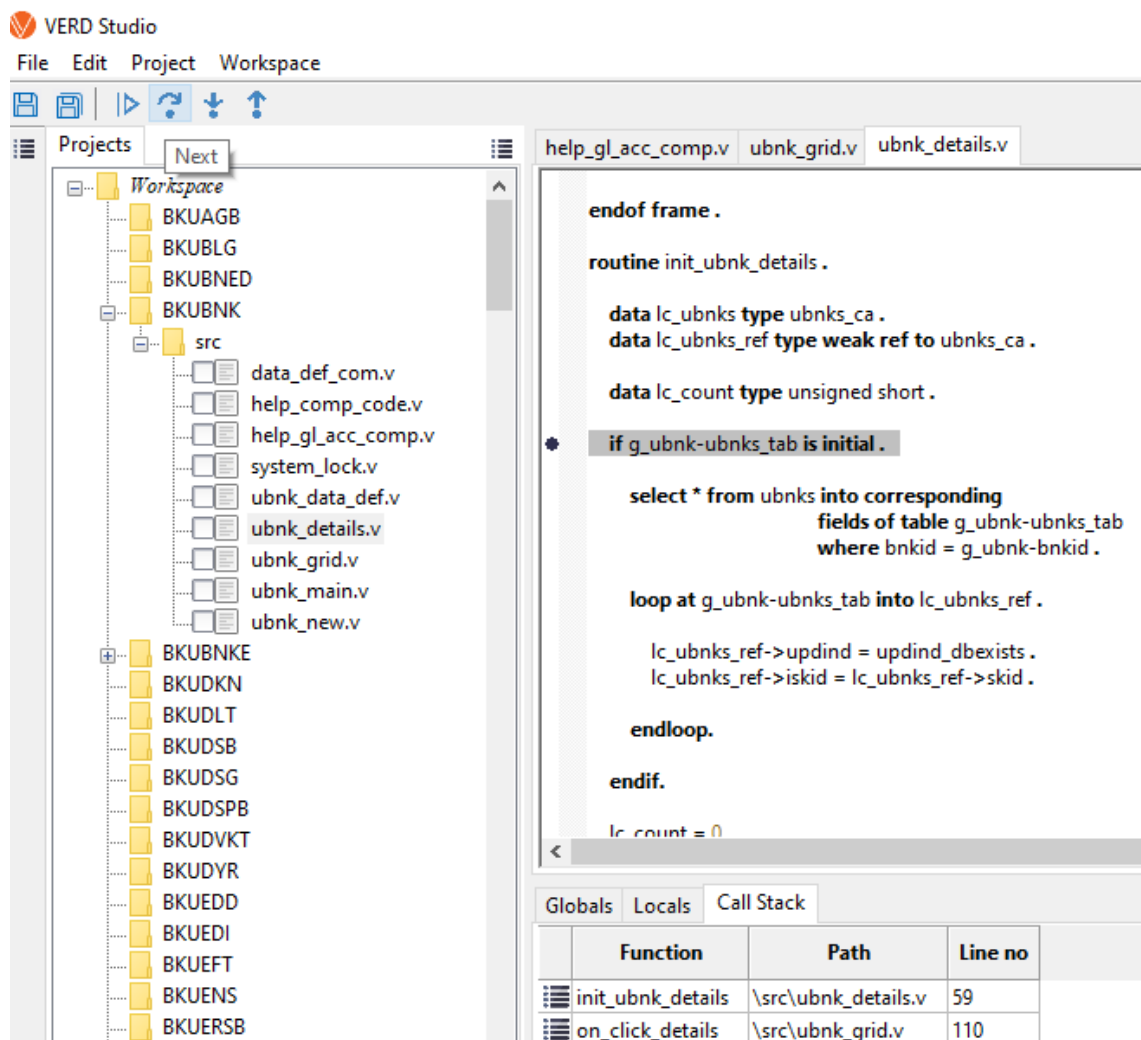 VERD Studio
File Edit Project Workspace
Projects
Next
Workspace
BKUAGB
BKUBLG
BKUBNED
BKUBNK
src
data_def_com.v
help_comp_code.v
help_gl_acc_comp.v
system_lock.v
ubnk_data_def.v
ubnk_details.v
ubnk_grid.v
ubnk_main.v
ubnk_new.v
BKUBNKE
BKUDKN
BKUDLT
BKUDSB
BKUDSG
BKUDSPB
BKUDVKT
BKUDYR
BKUEDD
BKUEDI
BKUEFT
BKUENS
BKUERSB
help_gl_acc_comp.v ubnk_grid.v ubnk_details.v
endof frame .
routine init_ubnk_details .
data lc_ubnks type ubnks_ca .
data lc_ubnks_ref type weak ref to ubnks_ca .
data lc_count type unsigned short .
if g_ubnk-ubnks_tab is initial .
select * from ubnks into corresponding
fields of table g_ubnk-ubnks_tab
where bnkid = g_ubnk-bnkid .
loop at g_ubnk-ubnks_tab into lc_ubnks_ref .
lc_ubnks_ref->updind = updind_dbexists .
lc_ubnks_ref->iskid = lc_ubnks_ref->skid .
endloop.
endif.
lc_count = 0
Globals Locals Call Stack
Function Path Line no
init_ubnk_details \src\ubnk_details.v 59
on_click_details \src\ubnk_grid.v 110